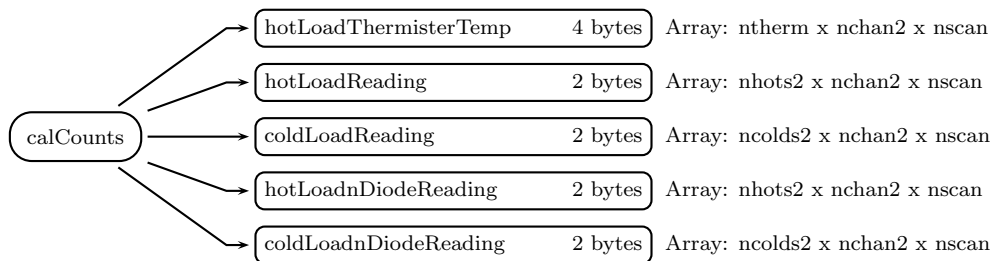 hotLoadThermisterTemp 4 bytes Array: ntherm x nchan2 x nscan
hotLoadReading 2 bytes Array: nhots2 x nchan2 x nscan
calCounts coldLoadReading 2 bytes Array: ncolds2 x nchan2 x nscan
hotLoadnDiodeReading 2 bytes Array: nhots2 x nchan2 x nscan
coldLoadnDiodeReading 2 bytes Array: ncolds2 x nchan2 x nscan